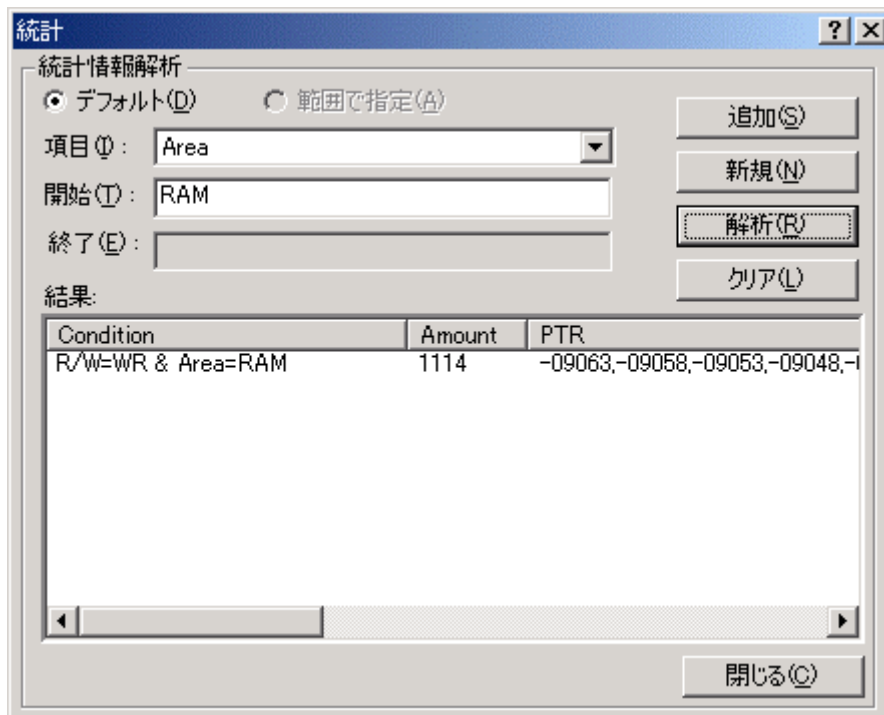 統計
統計情報解析
デフォルト(D) 範囲で指定(A)
項目(I): Area
開始(T): RAM
終了(E):
追加(S)
新規(N)
解析(R)
クリア(L)
結果:
Condition Amount PTR
R/W=WR & Area=RAM 1114 -09063,-09058,-09053,-09048,-
閉じる(C)